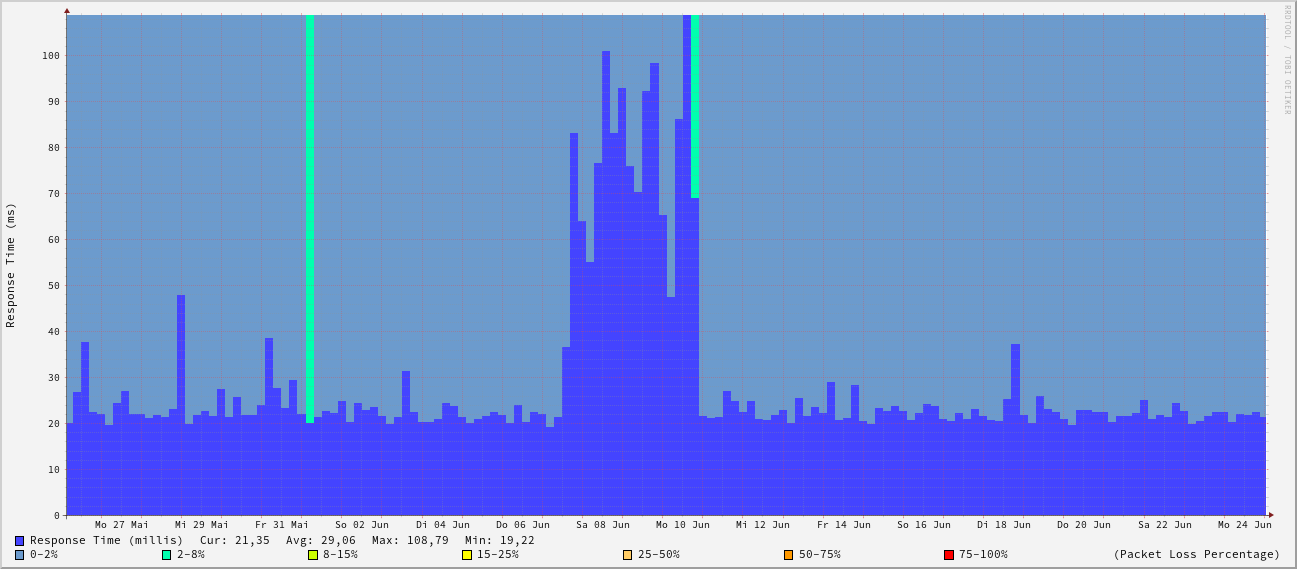 RRDTOOL / TOBI OETIKER
Response Time (ms)
100
90
80
70
60
50
40
30
20
10
0
Mo 27 Mai Mi 29 Mai Fr 31 Mai So 02 Jun Di 04 Jun Do 06 Jun Sa 08 Jun Mo 10 Jun Mi 12 Jun Fr 14 Jun So 16 Jun Di 18 Jun Do 20 Jun Sa 22 Jun Mo 24 Jun
Response Time (millis) Cur: 21,35 Avg: 29,06 Max: 108,79 Min: 19,22
0-2% 2-8% 8-15% 15-25% 25-50% 50-75% 75-100% (Packet Loss Percentage)